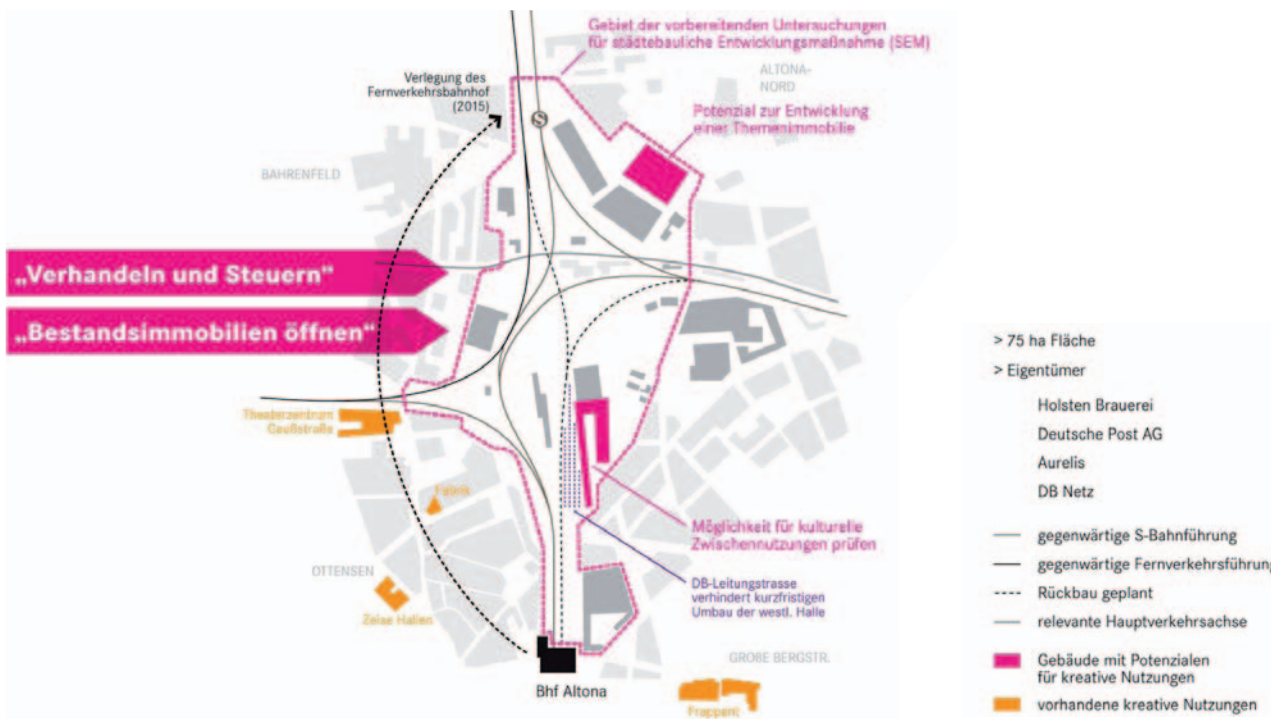 Gebiet der vorbereitenden Untersuchungen
für städtebauliche Entwicklungsmaßnahme (SEM)
ALTONA-
NORD
Verlegung des
Fernverkehrsbahnhof
(2015)
S
Potenzial zur Entwicklung
einer Themenimmobilie
BAHRENFELD
„Verhandeln und Steuern“
„Bestandsimmobilien öffnen“
Theaterzentrum
Gaußstraße
Fabrik
OTTENSEN
Zeise Hallen
Möglichkeit für kulturelle
Zwischennutzungen prüfen
DB-Leitungstrasse
verhindert kurzfristigen
Umbau der westl. Halle
GROßE BERGSTR.
Bhf Altona
Frappant
> 75 ha Fläche
> Eigentümer
Holsten Brauerei
Deutsche Post AG
Aurelis
DB Netz
gegenwärtige S-Bahnführung
gegenwärtige Fernverkehrsführung
Rückbau geplant
relevante Hauptverkehrsachse
Gebäude mit Potenzialen
für kreative Nutzungen
vorhandene kreative Nutzungen